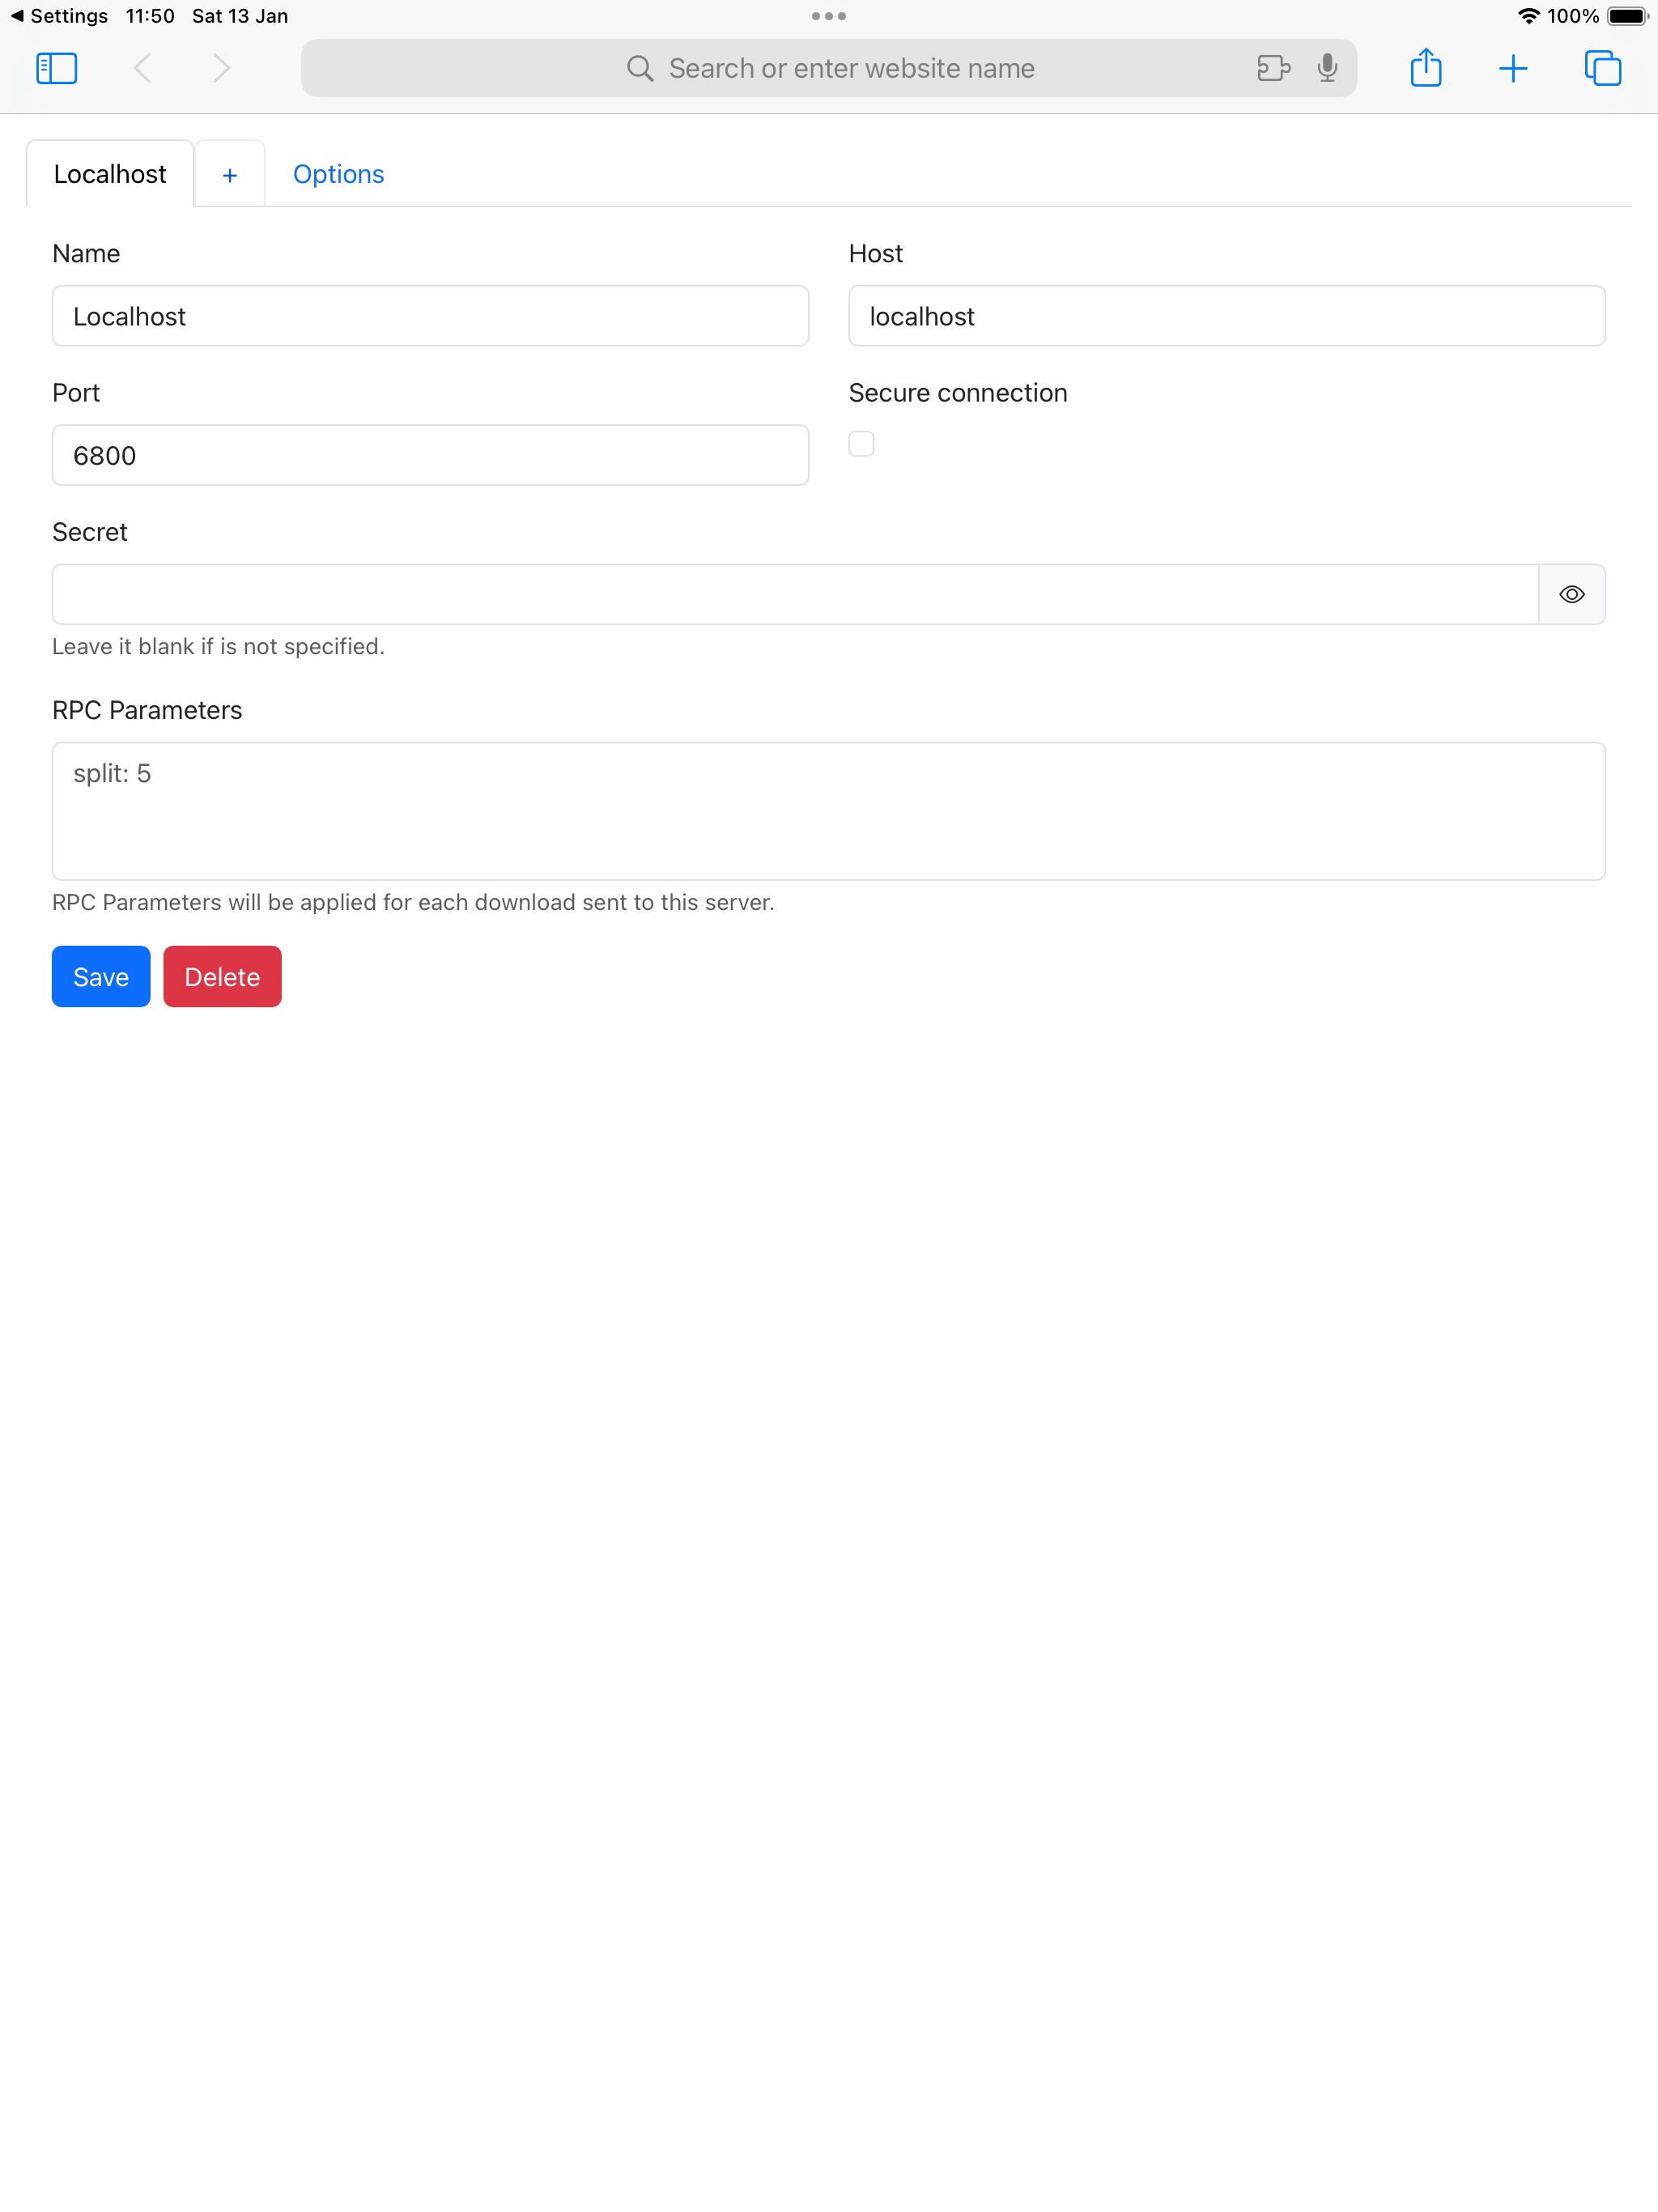 Settings 11:50 Sat 13 Jan 100%
Search or enter website name
Localhost + Options
Name Host
Localhost localhost
Port Secure connection
6800
Secret
Leave it blank if is not specified.
RPC Parameters
split: 5
RPC Parameters will be applied for each download sent to this server.
Save Delete